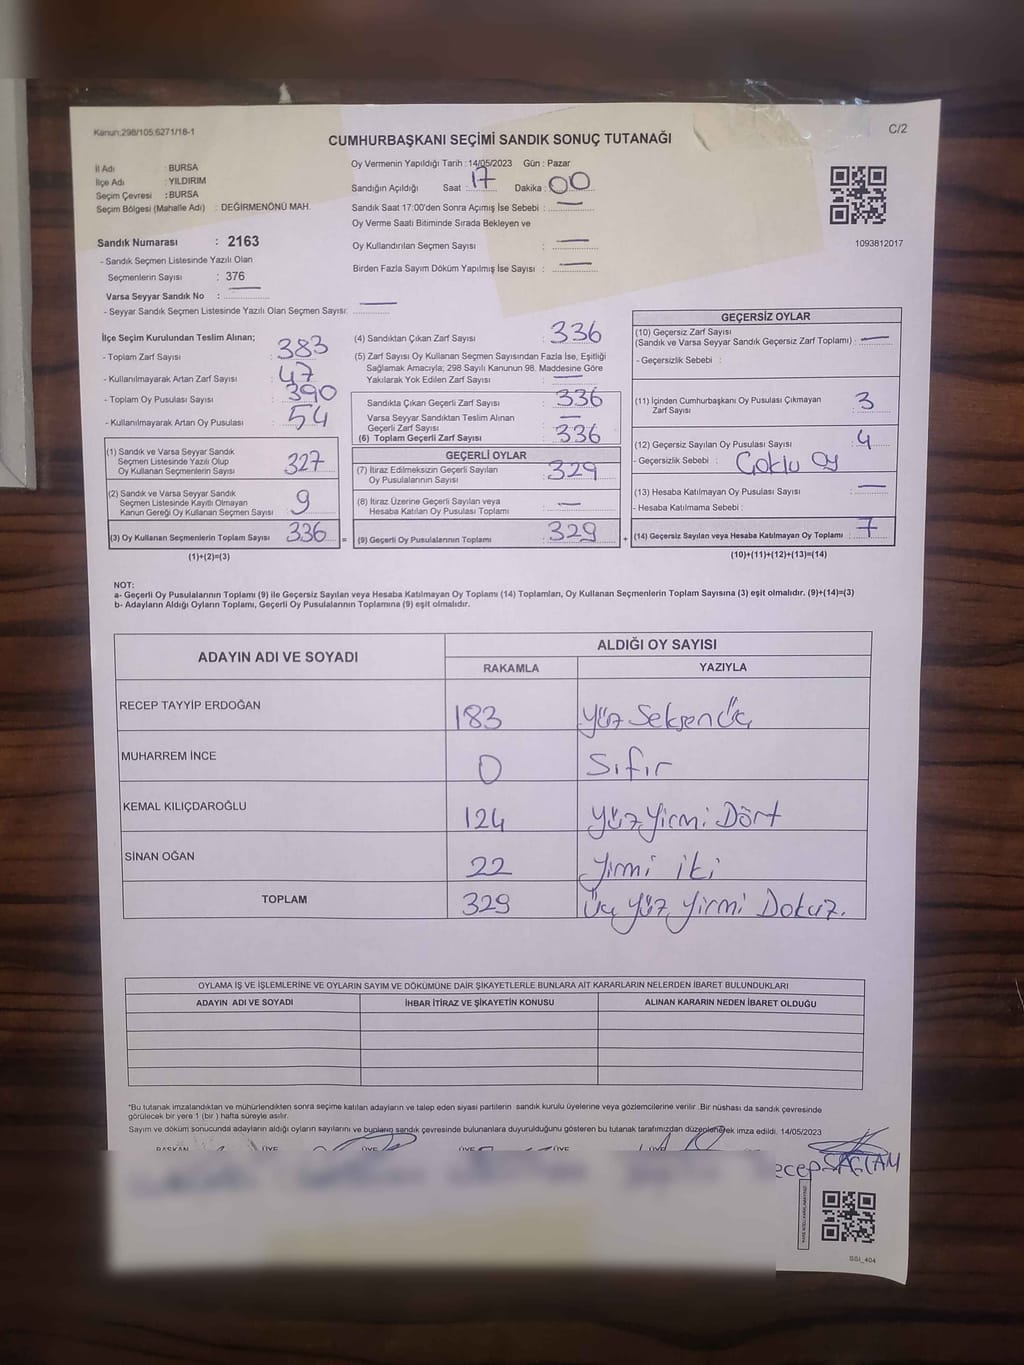 Kanun:298/105,6271/18-1
C/2
CUMHURBAŞKANI SEÇİMİ SANDIK SONUÇ TUTANAĞI
İl Adı : BURSA
İlçe Adı : YILDIRIM
Seçim Çevresi : BURSA
Seçim Bölgesi (Mahalle Adı) : DEĞİRMENÖNÜ MAH.
Oy Vermenin Yapıldığı Tarih : 14/05/2023 Gün : Pazar
Sandığın Açıldığı Saat : 17 Dakika : 00
Sandık Saat 17:00'den Sonra Açımış İse Sebebi : —
Oy Verme Saati Bitiminde Sırada Bekleyen ve
Oy Kullandırılan Seçmen Sayısı : —
Birden Fazla Sayım Döküm Yapılmış İse Sayısı : —
1093812017
Sandık Numarası : 2163
- Sandık Seçmen Listesinde Yazılı Olan
Seçmenlerin Sayısı : 376
Varsa Seyyar Sandık No : —
- Seyyar Sandık Seçmen Listesinde Yazılı Olan Seçmen Sayısı: —
İlçe Seçim Kurulundan Teslim Alınan;
- Toplam Zarf Sayısı : 383
- Kullanılmayarak Artan Zarf Sayısı : 47
- Toplam Oy Pusulası Sayısı : 390
- Kullanılmayarak Artan Oy Pusulası : 54
(1) Sandık ve Varsa Seyyar Sandık
Seçmen Listesinde Yazılı Olup
Oy Kullanan Seçmenlerin Sayısı 327
(2) Sandık ve Varsa Seyyar Sandık
Seçmen Listesinde Kayıtlı Olmayan
Kanun Gereği Oy Kullanan Seçmen Sayısı 9
(3) Oy Kullanan Seçmenlerin Toplam Sayısı 336 =
(1)+(2)=(3)
(4) Sandıktan Çıkan Zarf Sayısı : 336
(5) Zarf Sayısı Oy Kullanan Seçmen Sayısından Fazla İse, Eşitliği
Sağlamak Amacıyla; 298 Sayılı Kanunun 98. Maddesine Göre
Yakılarak Yok Edilen Zarf Sayısı : —
Sandıkta Çıkan Geçerli Zarf Sayısı : 336
Varsa Seyyar Sandıktan Teslim Alınan
Geçerli Zarf Sayısı : —
(6) Toplam Geçerli Zarf Sayısı : 336
GEÇERLİ OYLAR
(7) İtiraz Edilmeksizin Geçerli Sayılan
Oy Pusulalarının Sayısı : 329
(8) İtiraz Üzerine Geçerli Sayılan veya
Hesaba Katılan Oy Pusulası Toplamı : —
(9) Geçerli Oy Pusulalarının Toplamı : 329 +
GEÇERSİZ OYLAR
(10) Geçersiz Zarf Sayısı
(Sandık ve Varsa Seyyar Sandık Geçersiz Zarf Toplamı) : —
- Geçersizlik Sebebi :
(11) İçinden Cumhurbaşkanı Oy Pusulası Çıkmayan
Zarf Sayısı : 3
(12) Geçersiz Sayılan Oy Pusulası Sayısı : 4
- Geçersizlik Sebebi : Çoklu oy
(13) Hesaba Katılmayan Oy Pusulası Sayısı : —
- Hesaba Katılmama Sebebi :
(14) Geçersiz Sayılan veya Hesaba Katılmayan Oy Toplamı : 7
(10)+(11)+(12)+(13)=(14)
NOT:
a- Geçerli Oy Pusulalarının Toplamı (9) ile Geçersiz Sayılan veya Hesaba Katılmayan Oy Toplamı (14) Toplamları, Oy Kullanan Seçmenlerin Toplam Sayısına (3) eşit olmalıdır. (9)+(14)=(3)
b- Adayların Aldığı Oyların Toplamı, Geçerli Oy Pusulalarının Toplamına (9) eşit olmalıdır.
ADAYIN ADI VE SOYADI
ALDIĞI OY SAYISI
RAKAMLA YAZIYLA
RECEP TAYYİP ERDOĞAN 183 Yüz Seksen Üç
MUHARREM İNCE 0 Sıfır
KEMAL KILIÇDAROĞLU 124 Yüz Yirmi Dört
SİNAN OĞAN 22 Yirmi iki
TOPLAM 329 Üç Yüz Yirmi Dokuz.
OYLAMA İŞ VE İŞLEMLERİNE VE OYLARIN SAYIM VE DÖKÜMÜNE DAİR ŞİKAYETLERLE BUNLARA AİT KARARLARIN NELERDEN İBARET BULUNDUKLARI
ADAYIN ADI VE SOYADI İHBAR İTİRAZ VE ŞİKAYETİN KONUSU ALINAN KARARIN NEDEN İBARET OLDUĞU
*Bu tutanak imzalandıktan ve mühürlendikten sonra seçime katılan adayların ve talep eden siyasi partilerin sandık kurulu üyelerine veya gözlemcilerine verilir .Bir nüshası da sandık çevresinde
görülecek bir yere 1 (bir ) hafta süreyle asılır.
Sayım ve döküm sonucunda adayların aldığı oyların sayılarını ve bunların sandık çevresinde bulunanlara duyurulduğunu gösteren bu tutanak tarafımızdan düzenlenerek imza edildi. 14/05/2023
BAŞKAN ÜYE ÜYE ÜYE ÜYE
ecep SAĞLAM
SSI_404